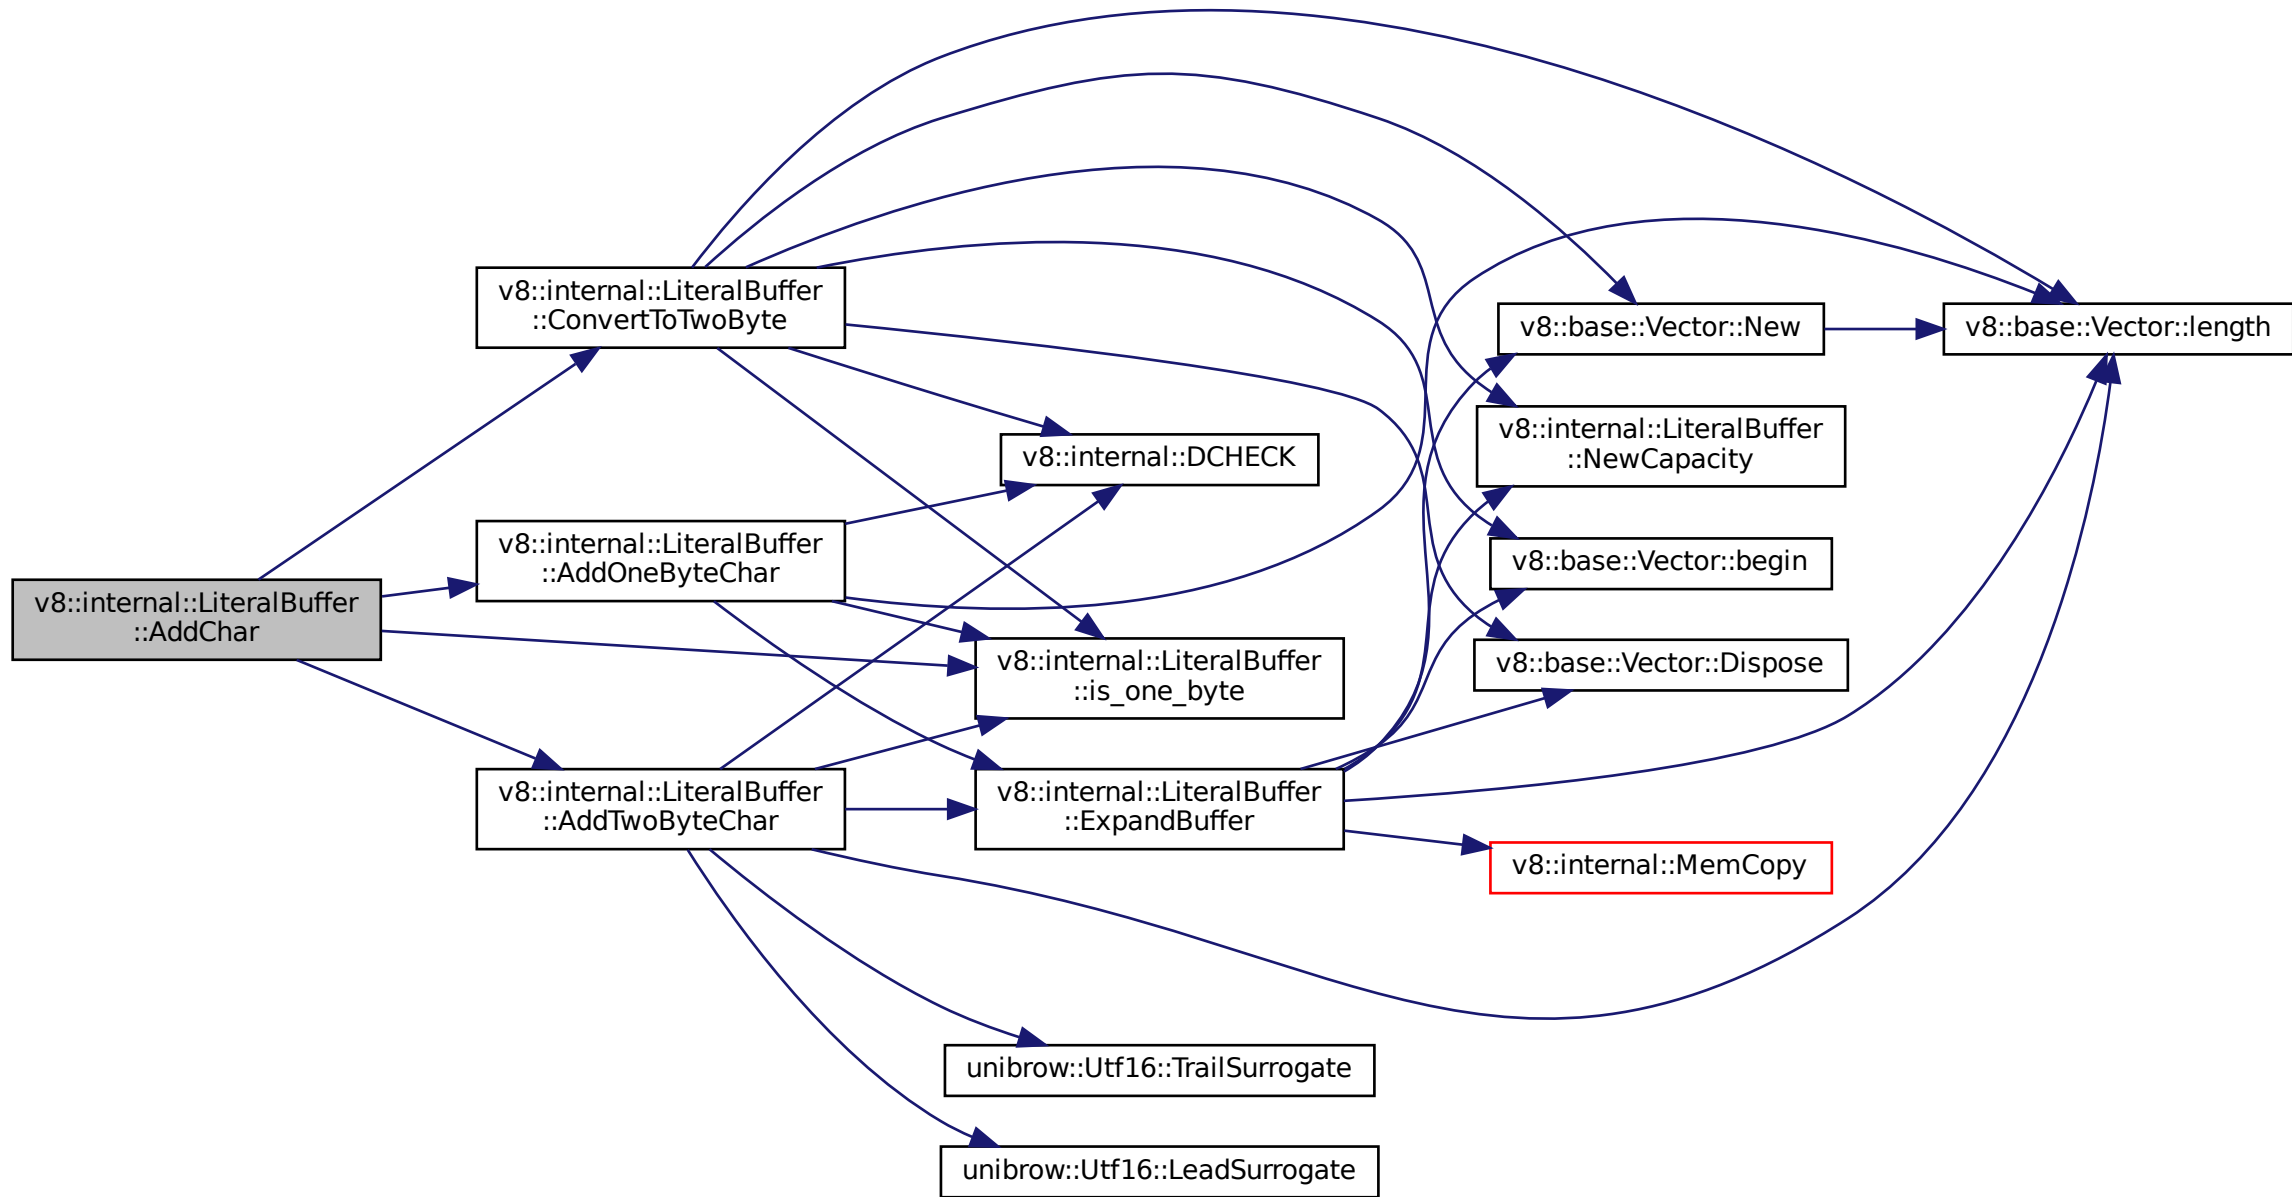 v8::internal::LiteralBuffer
::AddChar
v8::internal::LiteralBuffer
::ConvertToTwoByte
v8::internal::LiteralBuffer
::AddOneByteChar
v8::internal::LiteralBuffer
::AddTwoByteChar
v8::internal::DCHECK
v8::internal::LiteralBuffer
::is_one_byte
v8::internal::LiteralBuffer
::ExpandBuffer
unibrow::Utf16::TrailSurrogate
unibrow::Utf16::LeadSurrogate
v8::base::Vector::New
v8::internal::LiteralBuffer
::NewCapacity
v8::base::Vector::begin
v8::base::Vector::Dispose
v8::internal::MemCopy
v8::base::Vector::length